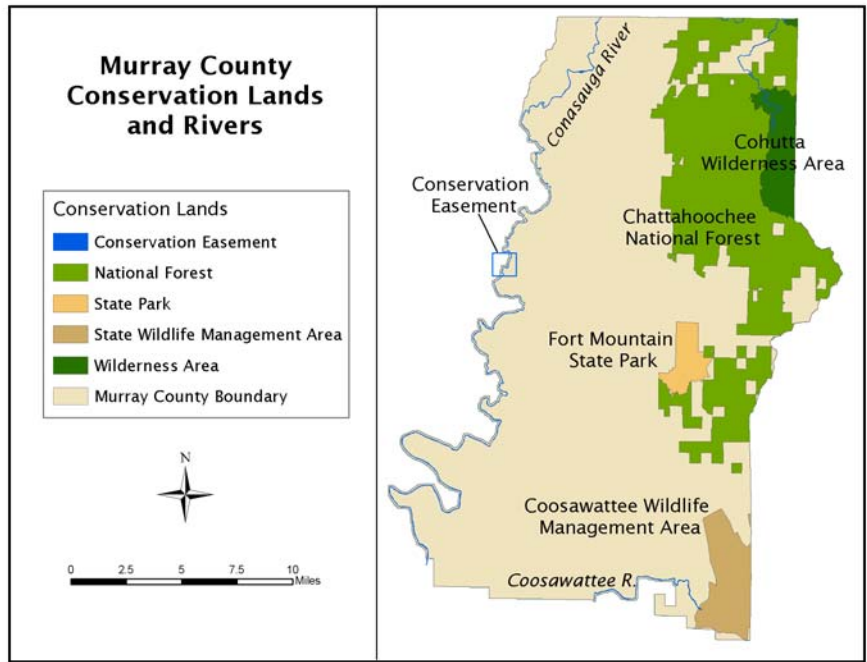 Murray County
Conservation Lands
and Rivers
Conservation Lands
Conservation Easement
National Forest
State Park
State Wildlife Management Area
Wilderness Area
Murray County Boundary
N
0 2.5 5 7.5 10
Miles
Conasauga River
Cohutta
Wilderness Area
Conservation
Easement
Chattahoochee
National Forest
Fort Mountain
State Park
Coosawattee Wildlife
Management Area
Coosawattee R.